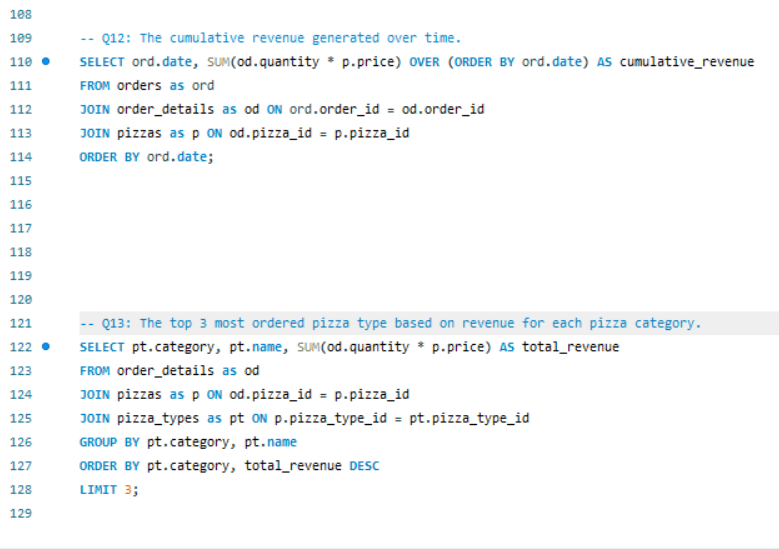 108
109 -- Q12: The cumulative revenue generated over time.
110 SELECT ord.date, SUM(od.quantity * p.price) OVER (ORDER BY ord.date) AS cumulative_revenue
111 FROM orders as ord
112 JOIN order_details as od ON ord.order_id = od.order_id
113 JOIN pizzas as p ON od.pizza_id = p.pizza_id
114 ORDER BY ord.date;
115
116
117
118
119
120
121 -- Q13: The top 3 most ordered pizza type based on revenue for each pizza category.
122 SELECT pt.category, pt.name, SUM(od.quantity * p.price) AS total_revenue
123 FROM order_details as od
124 JOIN pizzas as p ON od.pizza_id = p.pizza_id
125 JOIN pizza_types as pt ON p.pizza_type_id = pt.pizza_type_id
126 GROUP BY pt.category, pt.name
127 ORDER BY pt.category, total_revenue DESC
128 LIMIT 3;
129